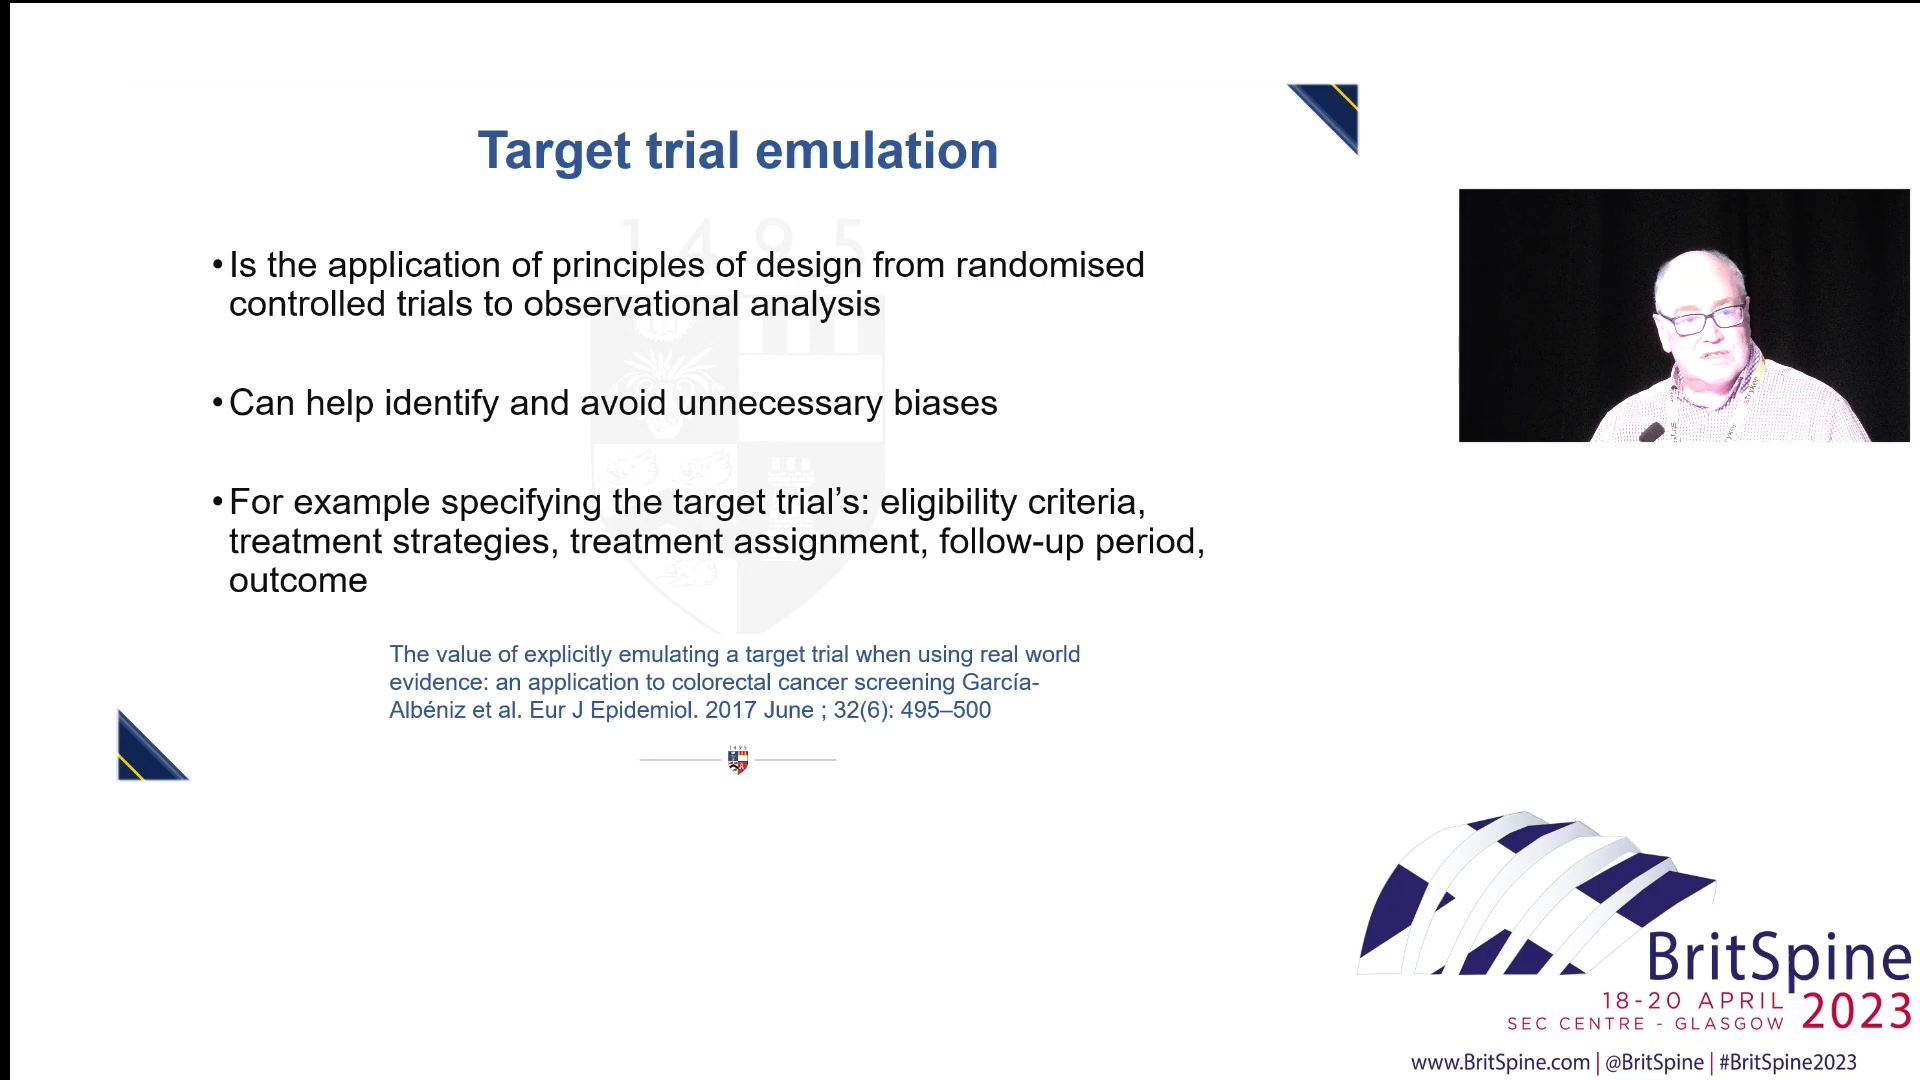 Target trial emulation
1495
•Is the application of principles of design from randomised
controlled trials to observational analysis
•Can help identify and avoid unnecessary biases
•For example specifying the target trial’s: eligibility criteria,
treatment strategies, treatment assignment, follow-up period,
outcome
The value of explicitly emulating a target trial when using real world
evidence: an application to colorectal cancer screening García-
Albéniz et al. Eur J Epidemiol. 2017 June ; 32(6): 495–500
1495
BritSpine
18-20 APRIL 2023
SEC CENTRE - GLASGOW
www.BritSpine.com | @BritSpine | #BritSpine2023